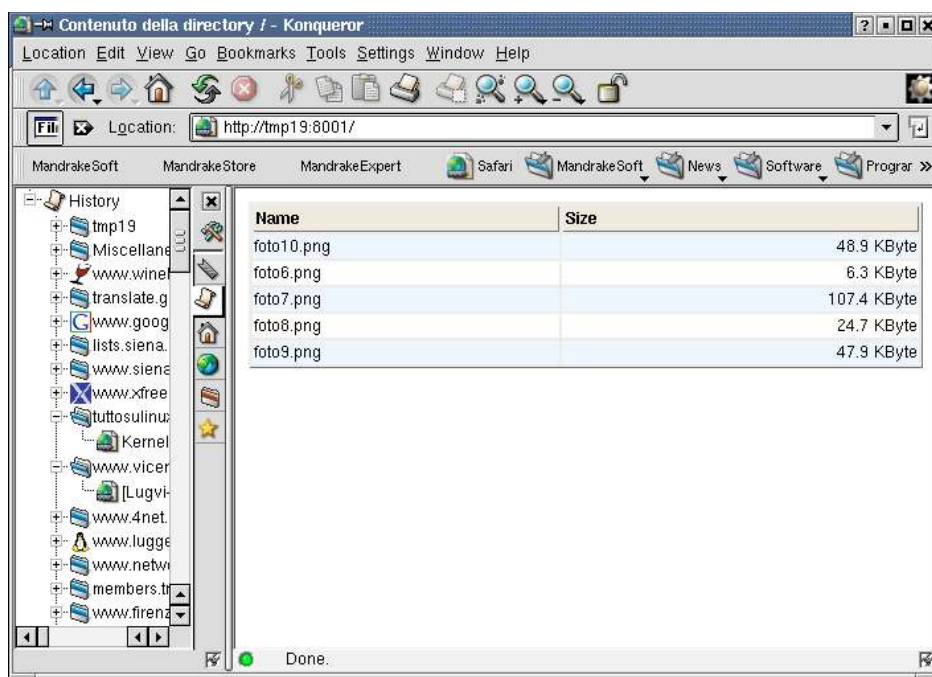 Contenuto della directory / - Konqueror
Location Edit View Go Bookmarks Tools Settings Window Help
Location: http://tmp19:8001/
MandrakeSoft MandrakeStore MandrakeExpert Safari MandrakeSoft News Software Prograr
History
tmp19
Miscellane
www.winel
translate.g
www.goog
lists.siena.
www.siena
www.xfree
tuttosulinux
Kernel
www.vicer
[Lugvi-
www.4net.
www.lugge
www.netwo
members.tr
www.firenz
Name Size
foto10.png 48.9 KByte
foto6.png 6.3 KByte
foto7.png 107.4 KByte
foto8.png 24.7 KByte
foto9.png 47.9 KByte
Done.